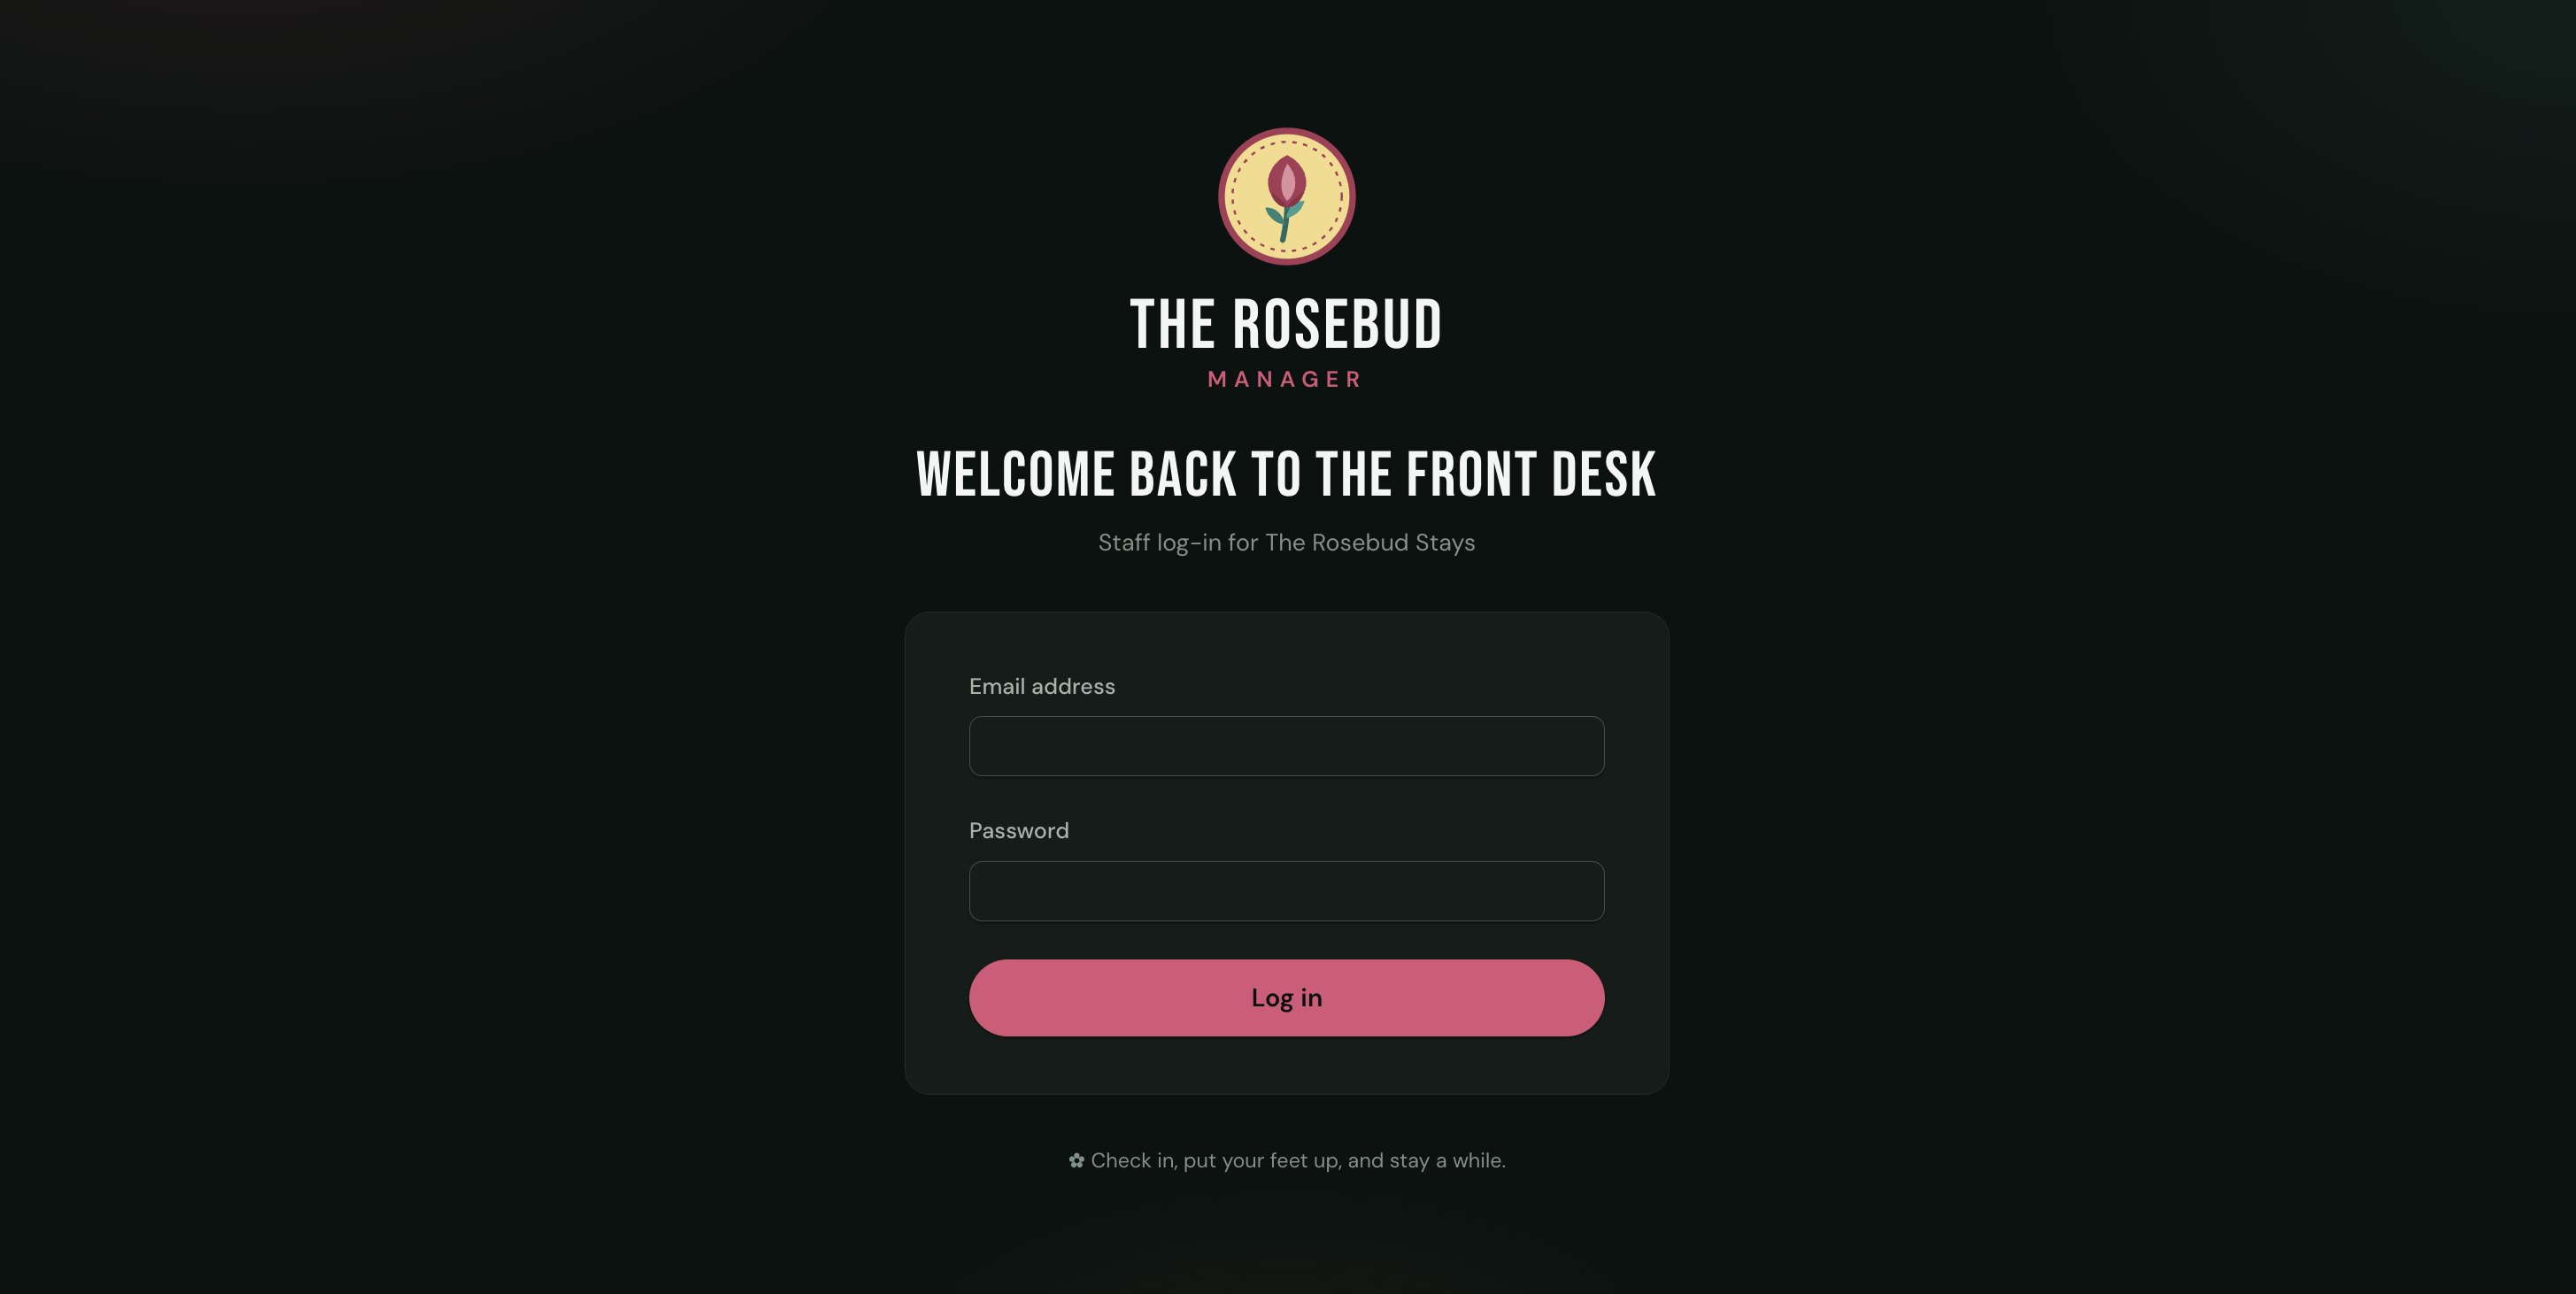 THE ROSEBUD
MANAGER
WELCOME BACK TO THE FRONT DESK
Staff log-in for The Rosebud Stays
Email address
Password
Log in
✿ Check in, put your feet up, and stay a while.